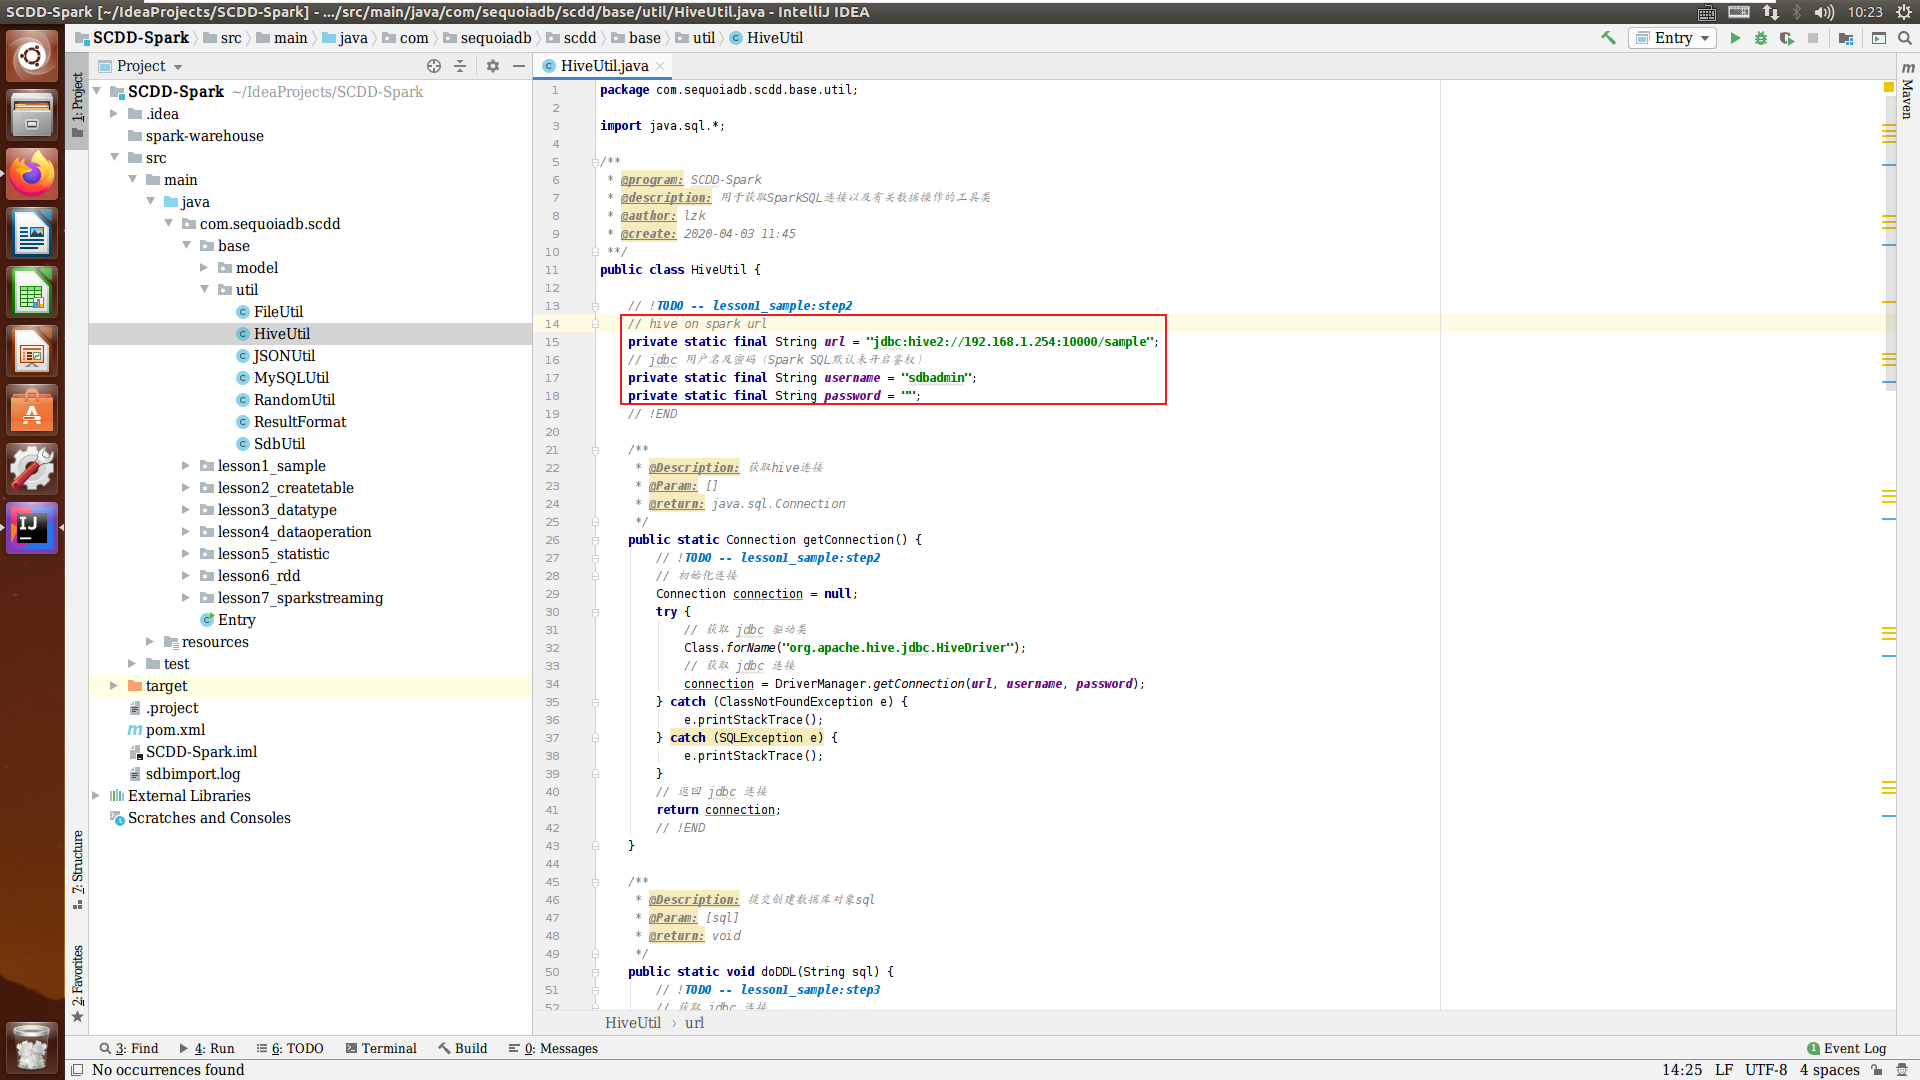 SCDD-Spark [~/IdeaProjects/SCDD-Spark] - .../src/main/java/com/sequoiadb/scdd/base/util/HiveUtil.java - IntelliJ IDEA
10:23
SCDD-Spark src main java com sequoiadb scdd base util HiveUtil
Entry
Project
HiveUtil.java
1: Project
7: Structure
2: Favorites
Maven
SCDD-Spark ~/IdeaProjects/SCDD-Spark
.idea
spark-warehouse
src
main
java
com.sequoiadb.scdd
base
model
util
FileUtil
HiveUtil
JSONUtil
MySQLUtil
RandomUtil
ResultFormat
SdbUtil
lesson1_sample
lesson2_createtable
lesson3_datatype
lesson4_dataoperation
lesson5_statistic
lesson6_rdd
lesson7_sparkstreaming
Entry
resources
test
target
.project
pom.xml
SCDD-Spark.iml
sdbimport.log
External Libraries
Scratches and Consoles
1 package com.sequoiadb.scdd.base.util;
2
3 import java.sql.*;
4
5 /**
6 * @program: SCDD-Spark
7 * @description: 用于获取SparkSQL连接以及有关数据操作的工具类
8 * @author: lzk
9 * @create: 2020-04-03 11:45
10 **/
11 public class HiveUtil {
12
13 // !TODO -- lesson1_sample:step2
14 // hive on spark url
15 private static final String url = "jdbc:hive2://192.168.1.254:10000/sample";
16 // jdbc 用户名及密码（Spark SQL默认未开启鉴权）
17 private static final String username = "sdbadmin";
18 private static final String password = "";
19 // !END
20
21 /**
22 * @Description: 获取hive连接
23 * @Param: []
24 * @return: java.sql.Connection
25 */
26 public static Connection getConnection() {
27 // !TODO -- lesson1_sample:step2
28 // 初始化连接
29 Connection connection = null;
30 try {
31 // 获取 jdbc 驱动类
32 Class.forName("org.apache.hive.jdbc.HiveDriver");
33 // 获取 jdbc 连接
34 connection = DriverManager.getConnection(url, username, password);
35 } catch (ClassNotFoundException e) {
36 e.printStackTrace();
37 } catch (SQLException e) {
38 e.printStackTrace();
39 }
40 // 返回 jdbc 连接
41 return connection;
42 // !END
43 }
44
45 /**
46 * @Description: 提交创建数据库对象sql
47 * @Param: [sql]
48 * @return: void
49 */
50 public static void doDDL(String sql) {
51 // !TODO -- lesson1_sample:step3
52 // 获取 jdbc 连接
HiveUtil › url
3: Find 4: Run 6: TODO Terminal Build 0: Messages
1 Event Log
No occurrences found
14:25 LF UTF-8 4 spaces